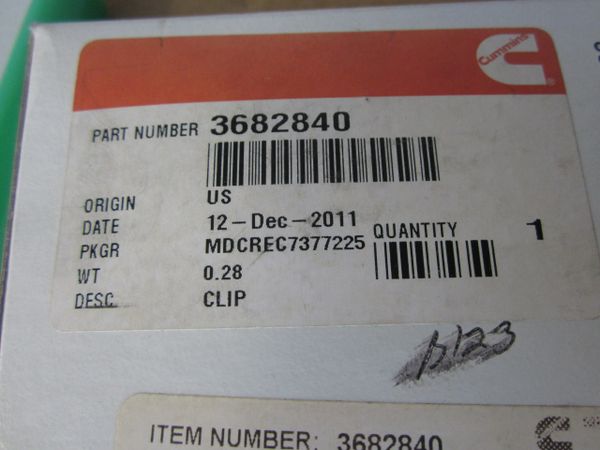 Cummins
PART NUMBER 3682840
ORIGIN US
DATE 12-Dec-2011
PKGR MDCREC7377225
QUANTITY 1
WT 0.28
DESC. CLIP
ITEM NUMBER: 3682840